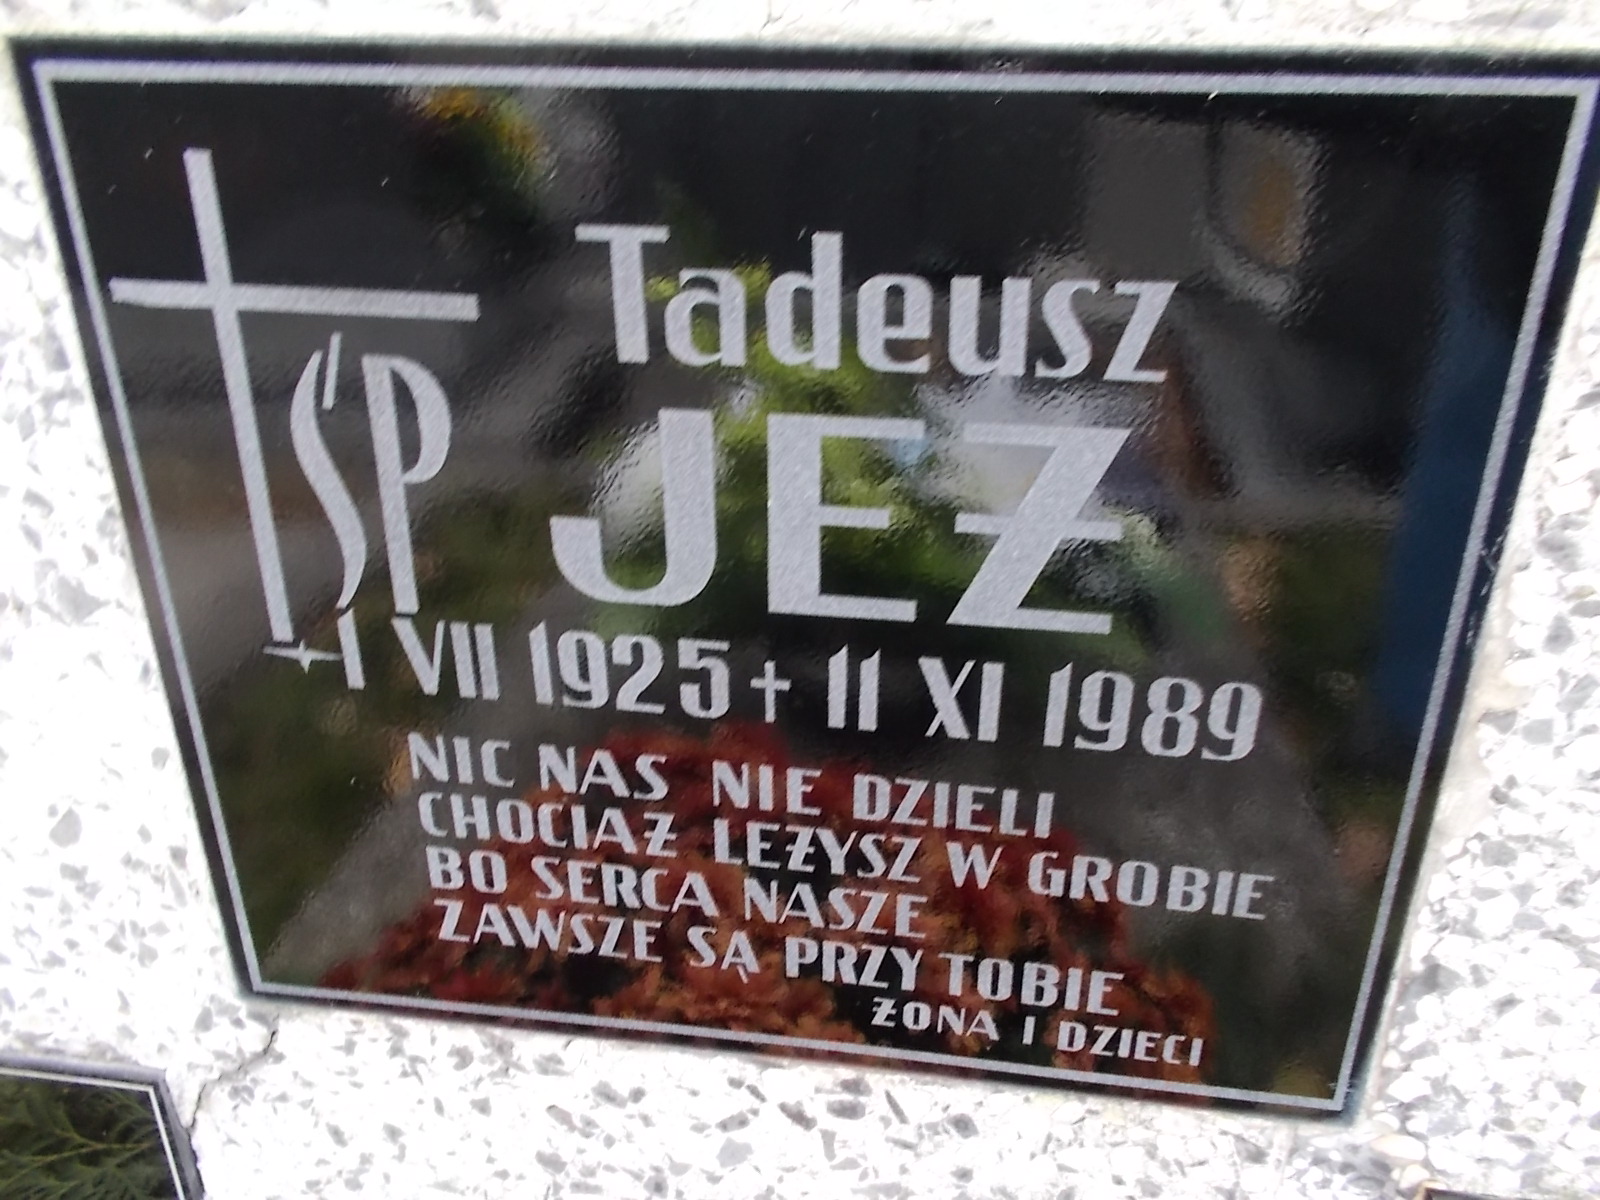 ŚP
Tadeusz
JEŻ
1 VII 1925 † 11 XI 1989
NIC NAS NIE DZIELI
CHOCIAŻ LEŻYSZ W GROBIE
BO SERCA NASZE
ZAWSZE SĄ PRZY TOBIE
ŻONA I DZIECI